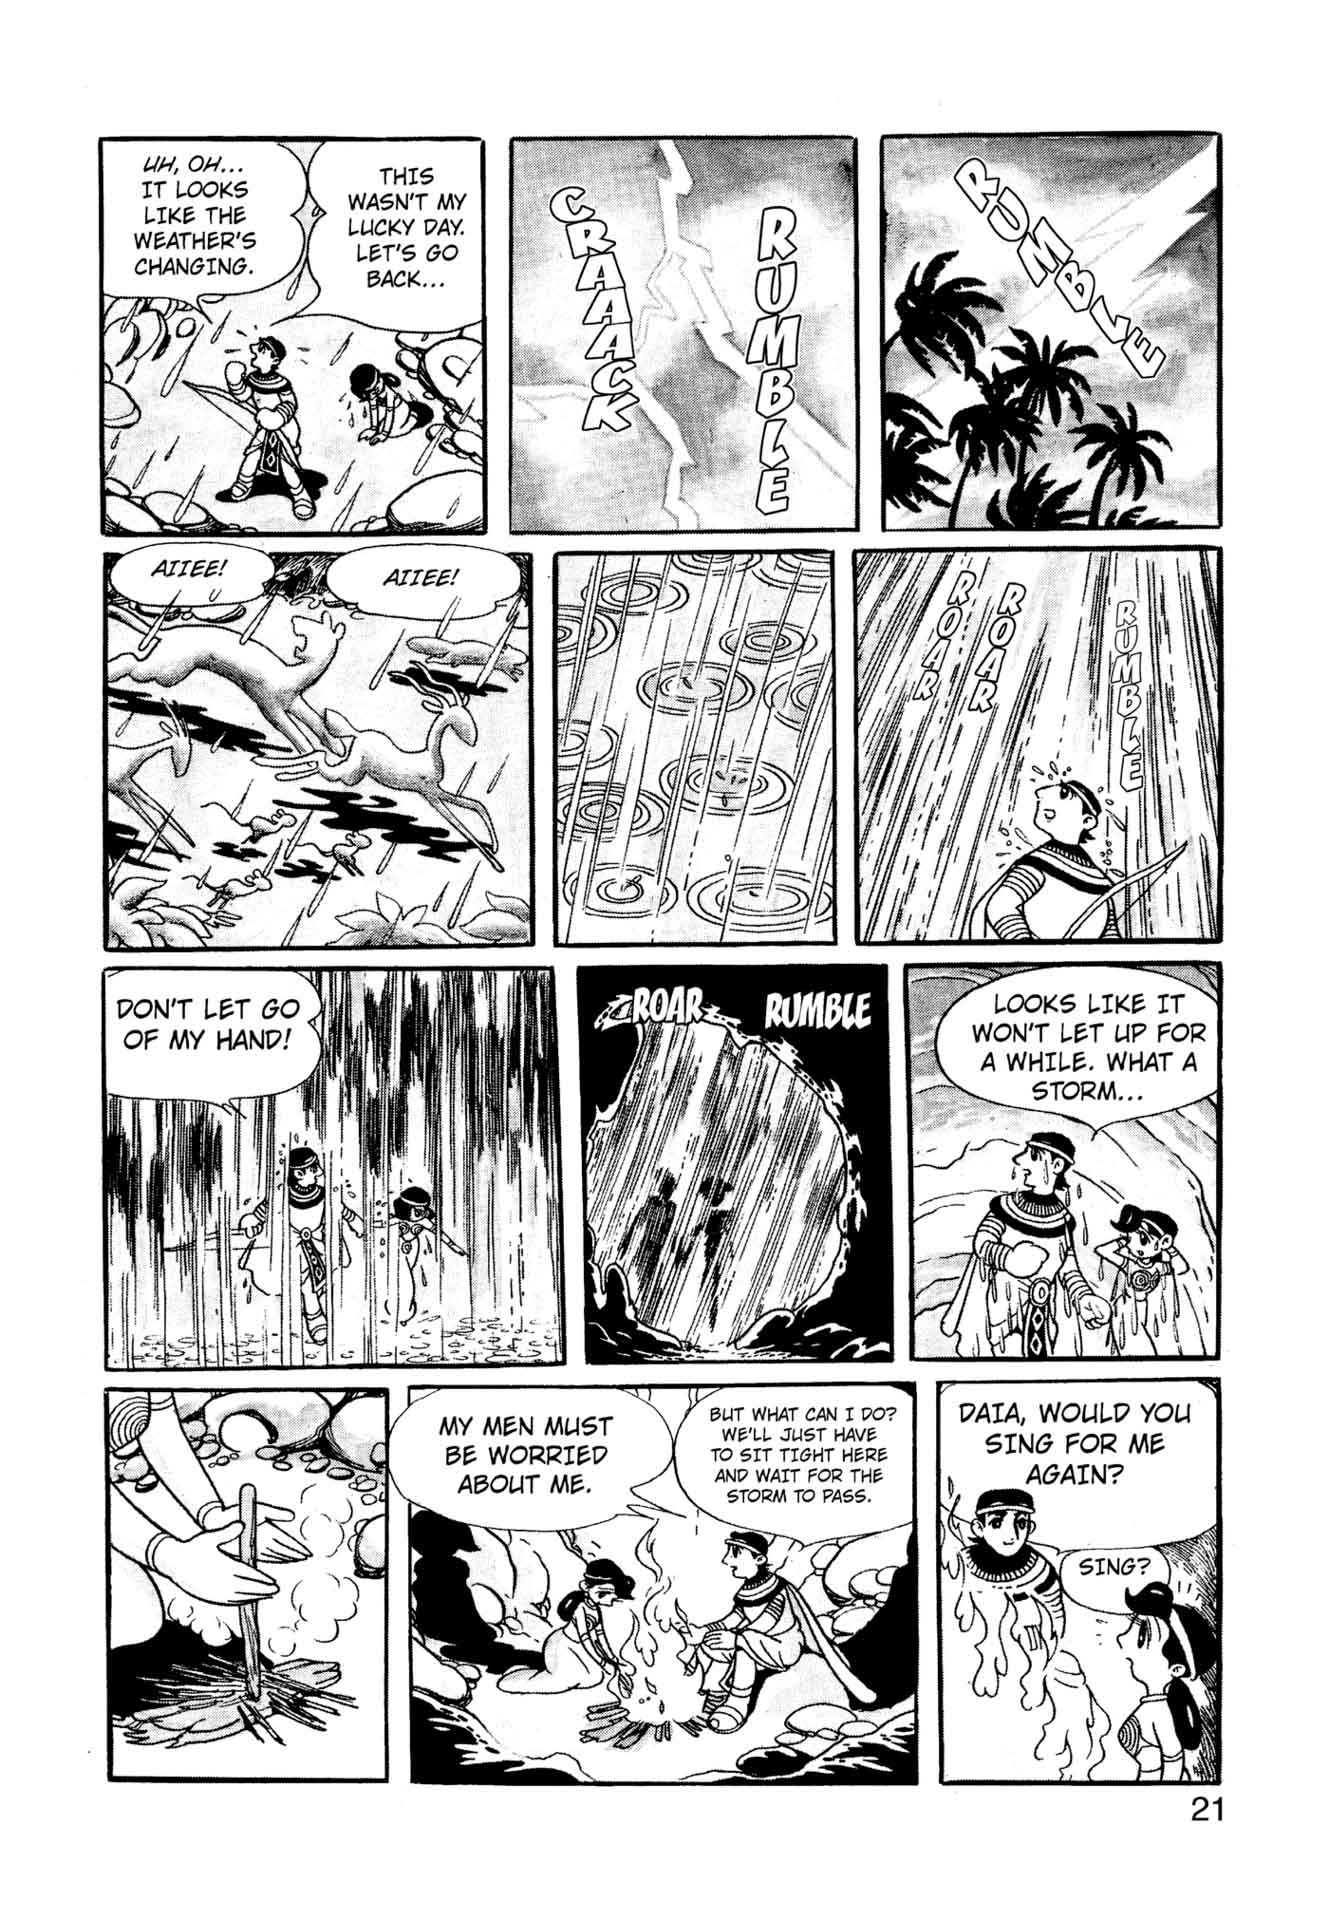 UH, OH...
IT LOOKS
LIKE THE
WEATHER'S
CHANGING.
THIS
WASN'T MY
LUCKY DAY.
LET'S GO
BACK...
CRAAACK
RUMBLE
RUMBLE
AIIEE!
AIIEE!
ROAR
ROAR
RUMBLE
DON'T LET GO
OF MY HAND!
ROAR
RUMBLE
LOOKS LIKE IT
WON'T LET UP FOR
A WHILE. WHAT A
STORM...
MY MEN MUST
BE WORRIED
ABOUT ME.
BUT WHAT CAN I DO?
WE'LL JUST HAVE
TO SIT TIGHT HERE
AND WAIT FOR THE
STORM TO PASS.
DAIA, WOULD YOU
SING FOR ME
AGAIN?
SING?
21